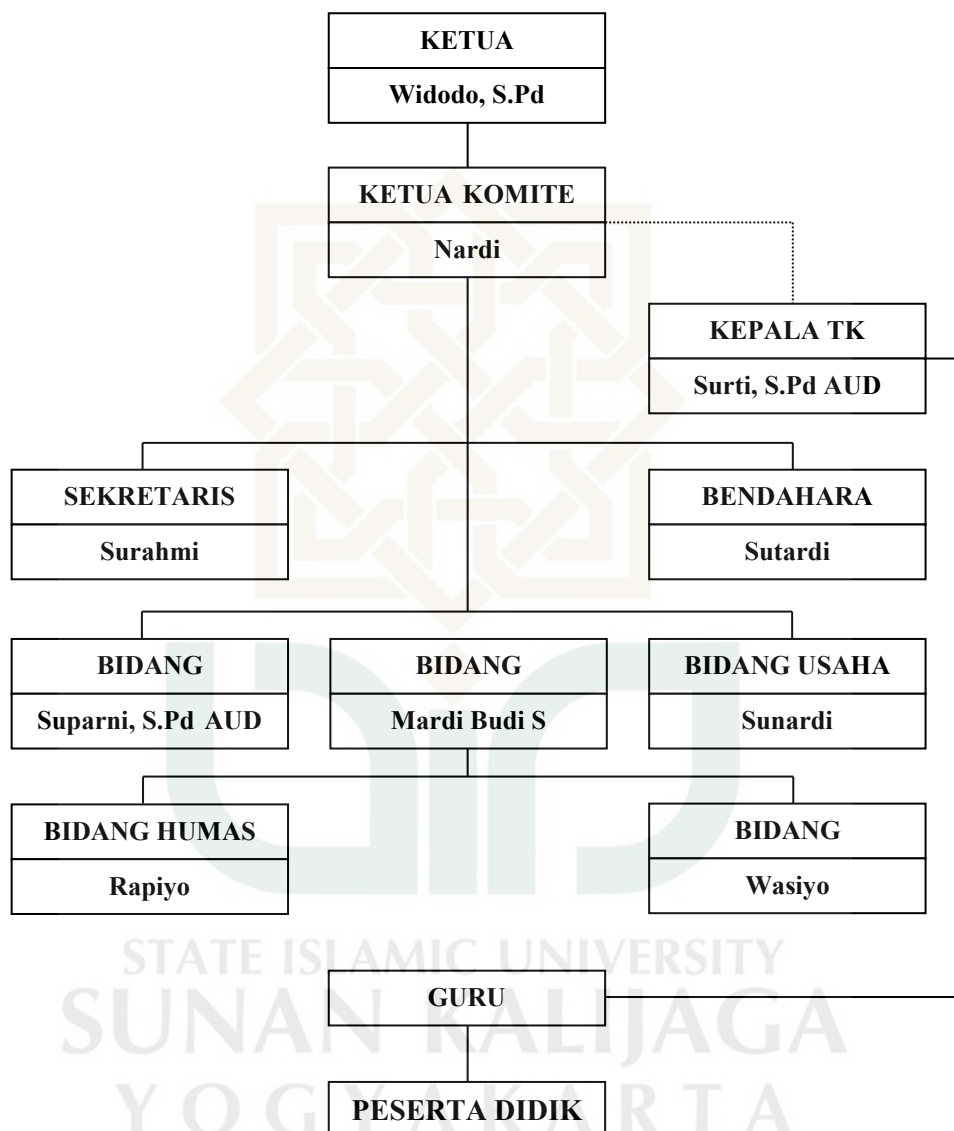 KETUA
Widodo, S.Pd
KETUA KOMITE
Nardi
KEPALA TK
Surti, S.Pd AUD
SEKRETARIS
Surahmi
BENDAHARA
Sutardi
BIDANG
Suparni, S.Pd AUD
BIDANG
Mardi Budi S
BIDANG USAHA
Sunardi
BIDANG HUMAS
Rapiyo
BIDANG
Wasiyo
STATE ISLAMIC UNIVERSITY
SUNAN KALIJAGA
GURU
YOGYAKARTA
PESERTA DIDIK